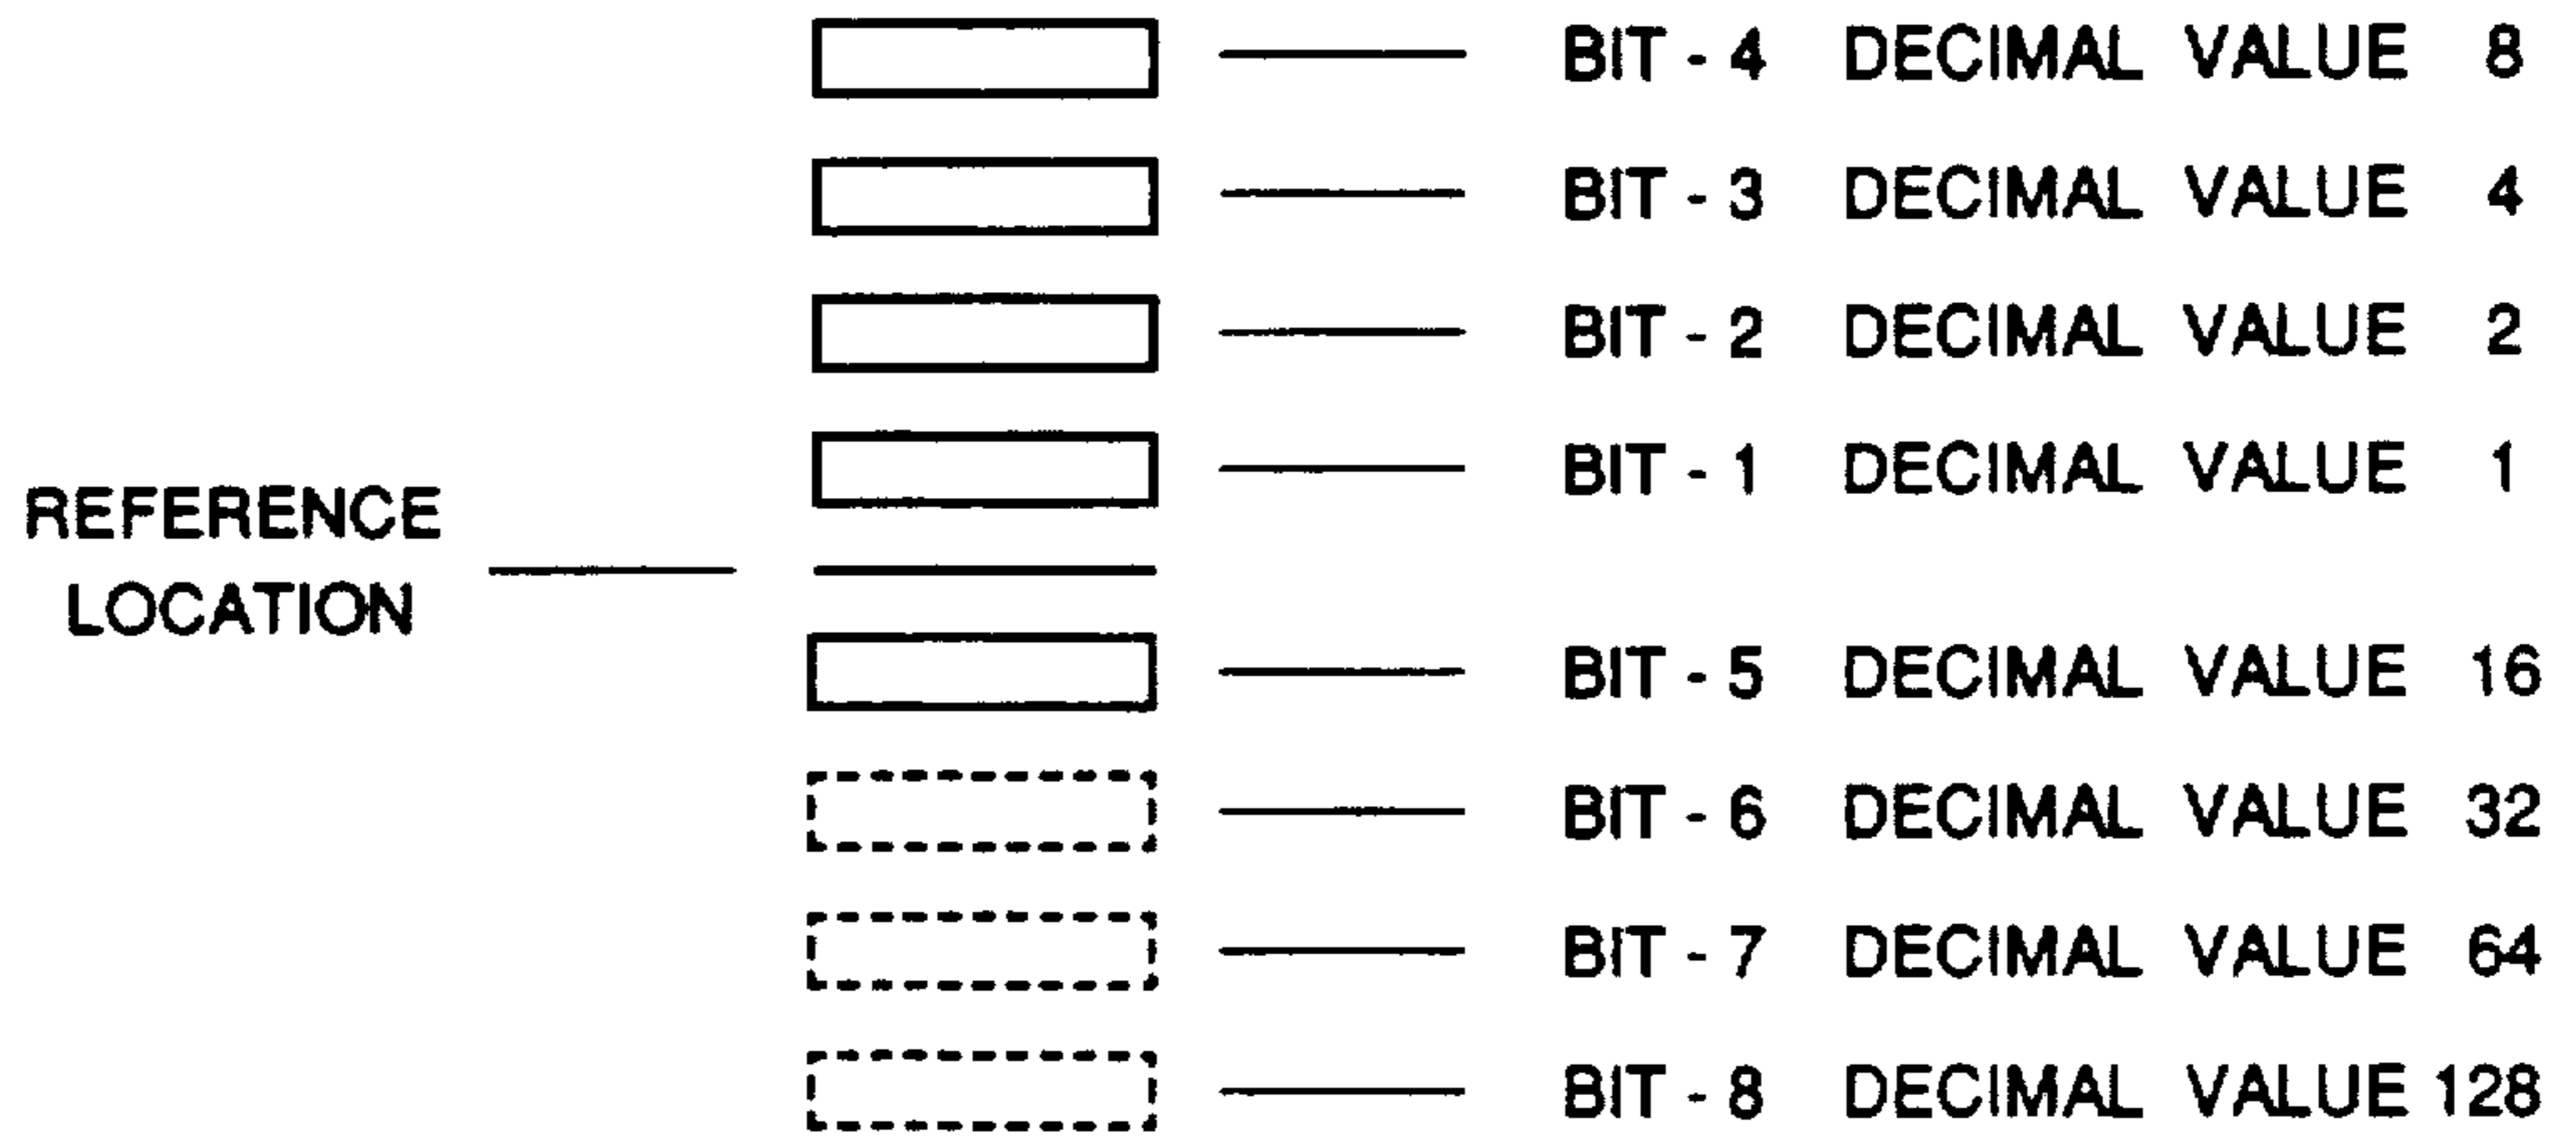 BIT - 4 DECIMAL VALUE 8
BIT - 3 DECIMAL VALUE 4
BIT - 2 DECIMAL VALUE 2
BIT - 1 DECIMAL VALUE 1
REFERENCE
LOCATION
BIT - 5 DECIMAL VALUE 16
BIT - 6 DECIMAL VALUE 32
BIT - 7 DECIMAL VALUE 64
BIT - 8 DECIMAL VALUE 128